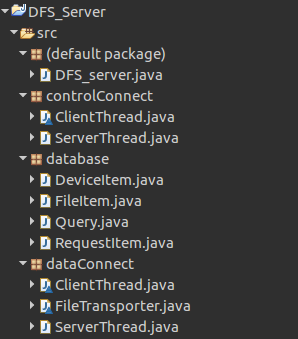 DFS_Server
src
(default package)
DFS_server.java
controlConnect
ClientThread.java
ServerThread.java
database
DeviceItem.java
FileItem.java
Query.java
RequestItem.java
dataConnect
ClientThread.java
FileTransporter.java
ServerThread.java